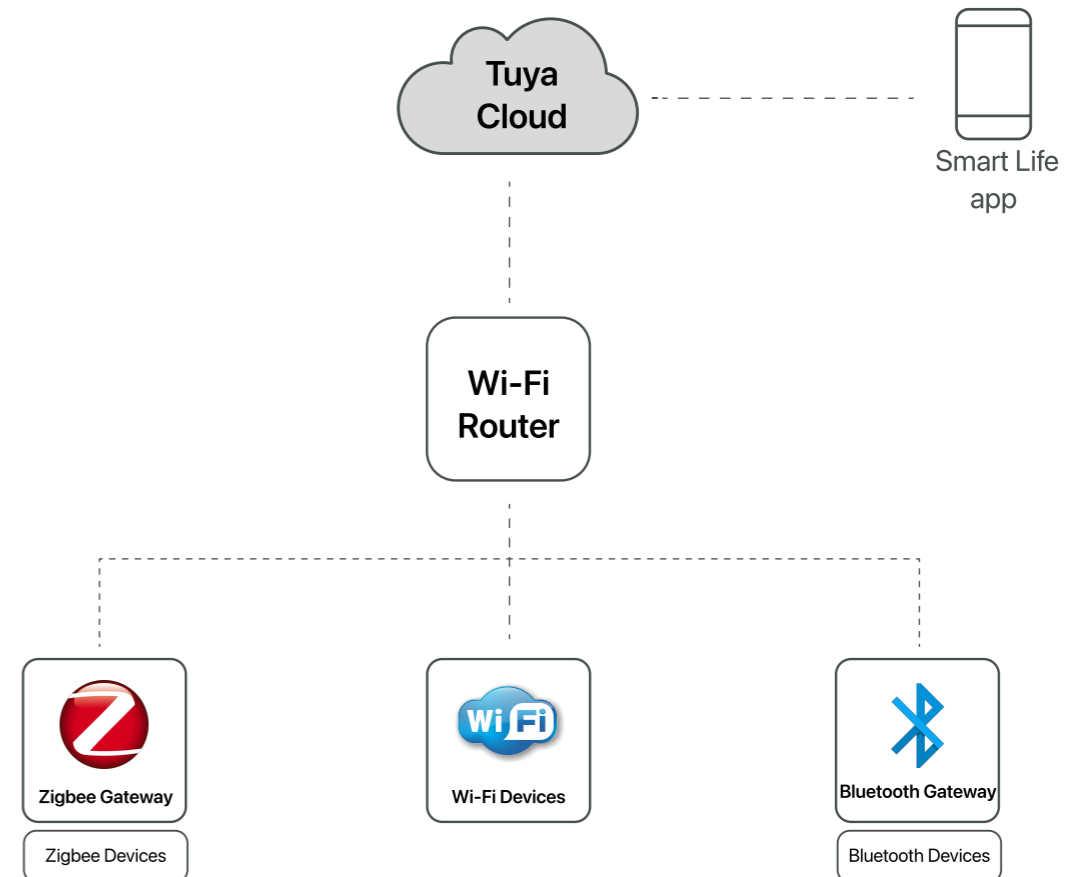 Tuya
Cloud
Smart Life
app
Wi-Fi
Router
Wi Fi
Zigbee Gateway
Wi-Fi Devices
Bluetooth Gateway
Zigbee Devices
Bluetooth Devices